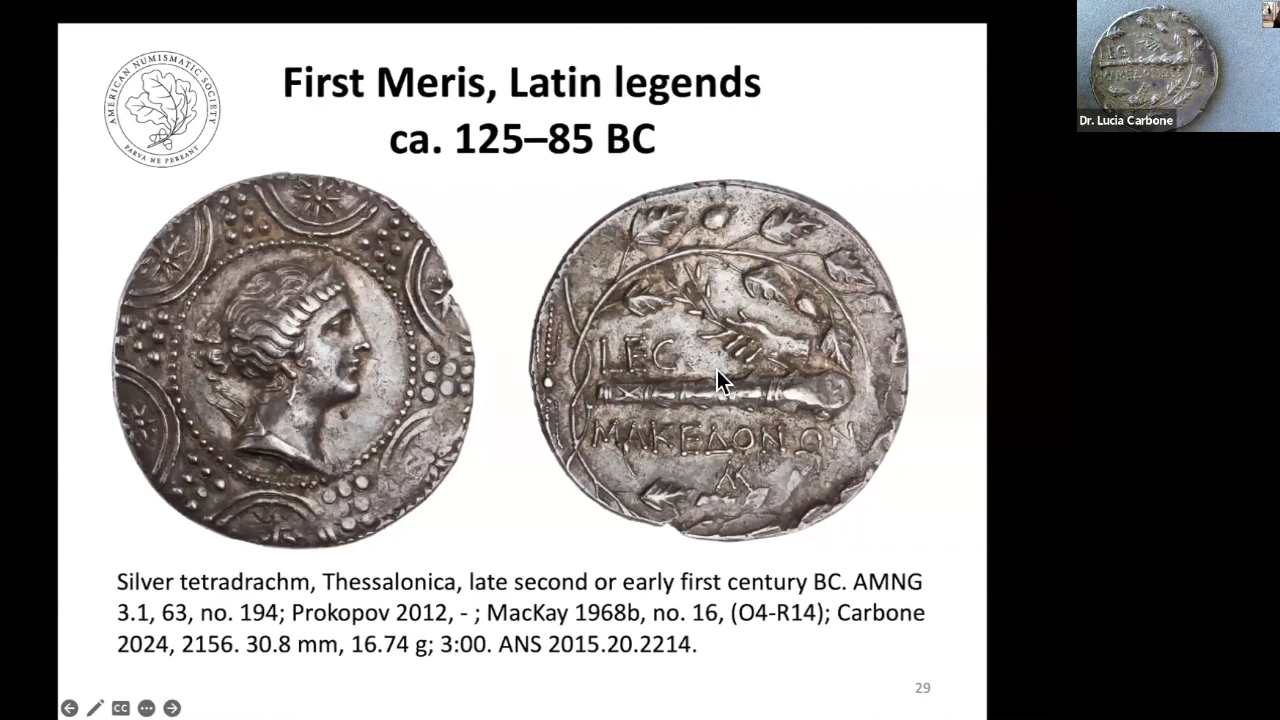 AMERICAN NUMISMATIC SOCIETY
PARVA NE PEREANT
First Meris, Latin legends
ca. 125–85 BC
LEG
ΜΑΚΕΔΟΝΩΝ
Silver tetradrachm, Thessalonica, late second or early first century BC. AMNG
3.1, 63, no. 194; Prokopov 2012, - ; MacKay 1968b, no. 16, (O4-R14); Carbone
2024, 2156. 30.8 mm, 16.74 g; 3:00. ANS 2015.20.2214.
29
CC
LEG
Dr. Lucia Carbone